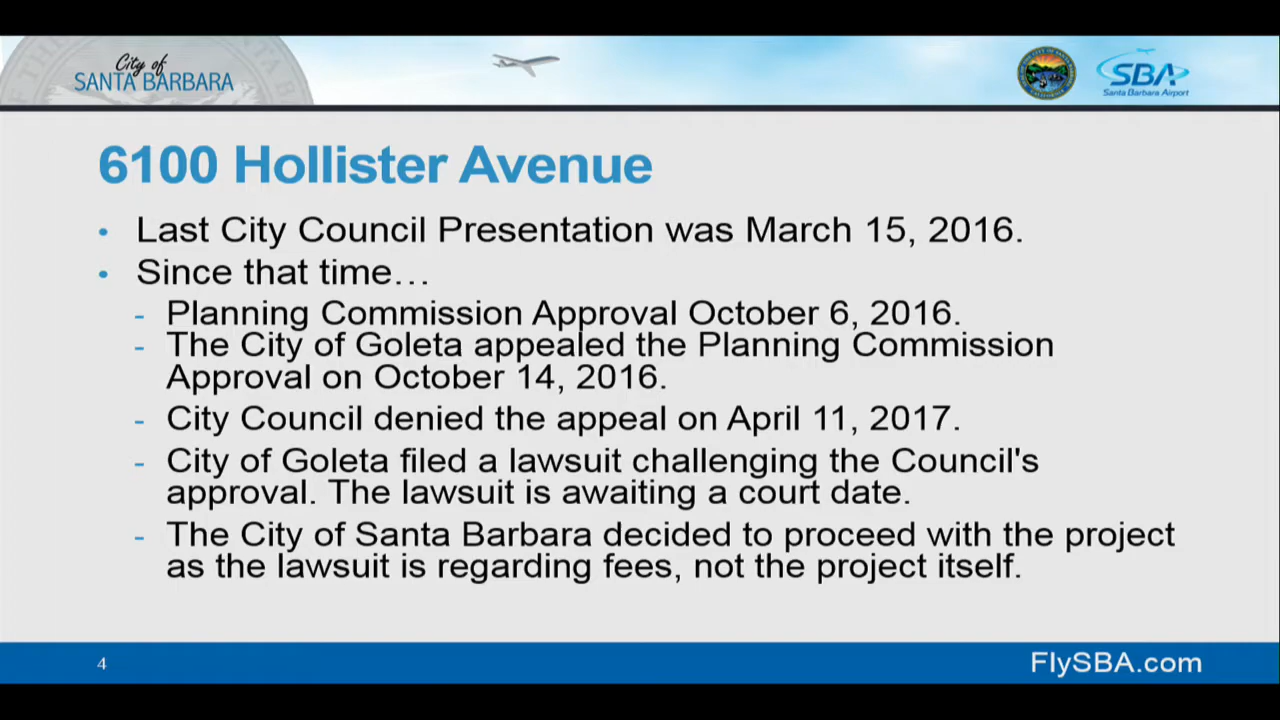 City of
SANTA BARBARA
SBA
Santa Barbara Airport
6100 Hollister Avenue
• Last City Council Presentation was March 15, 2016.
• Since that time…
- Planning Commission Approval October 6, 2016.
- The City of Goleta appealed the Planning Commission
Approval on October 14, 2016.
- City Council denied the appeal on April 11, 2017.
- City of Goleta filed a lawsuit challenging the Council's
approval. The lawsuit is awaiting a court date.
- The City of Santa Barbara decided to proceed with the project
as the lawsuit is regarding fees, not the project itself.
4
FlySBA.com